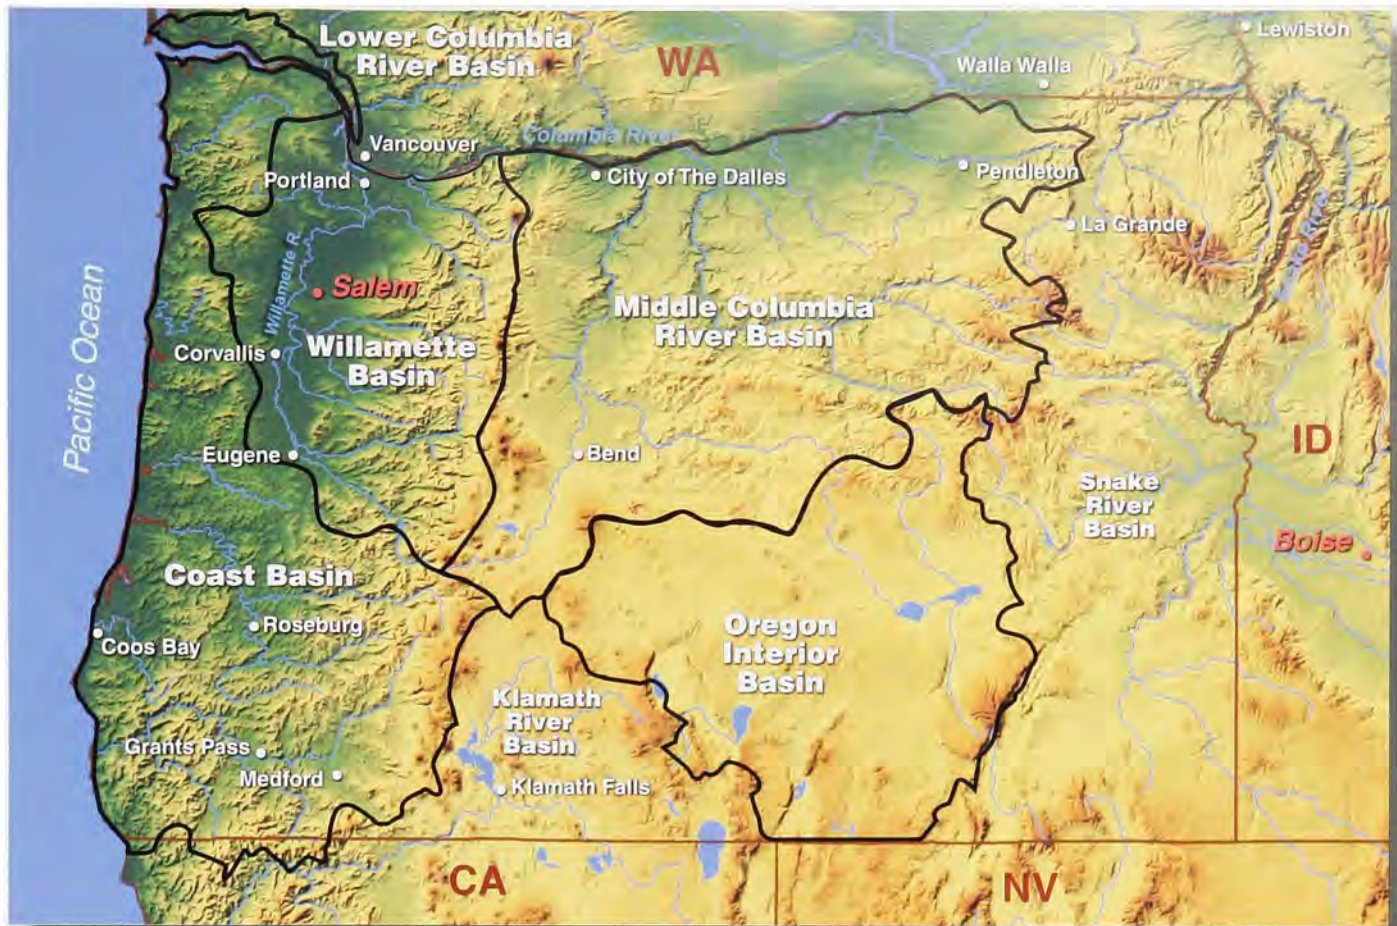 Lower Columbia
River Basin
WA
Lewiston
Walla Walla
Columbia River
Vancouver
Portland
City of The Dalles
Pendleton
La Grande
Snake River
Willamette R.
Salem
Middle Columbia
River Basin
Pacific Ocean
Corvallis
Willamette
Basin
Eugene
Bend
ID
Snake
River
Basin
Boise
Coast Basin
Roseburg
Coos Bay
Oregon
Interior
Basin
Klamath
River
Basin
Grants Pass
Medford
Klamath Falls
CA
NV